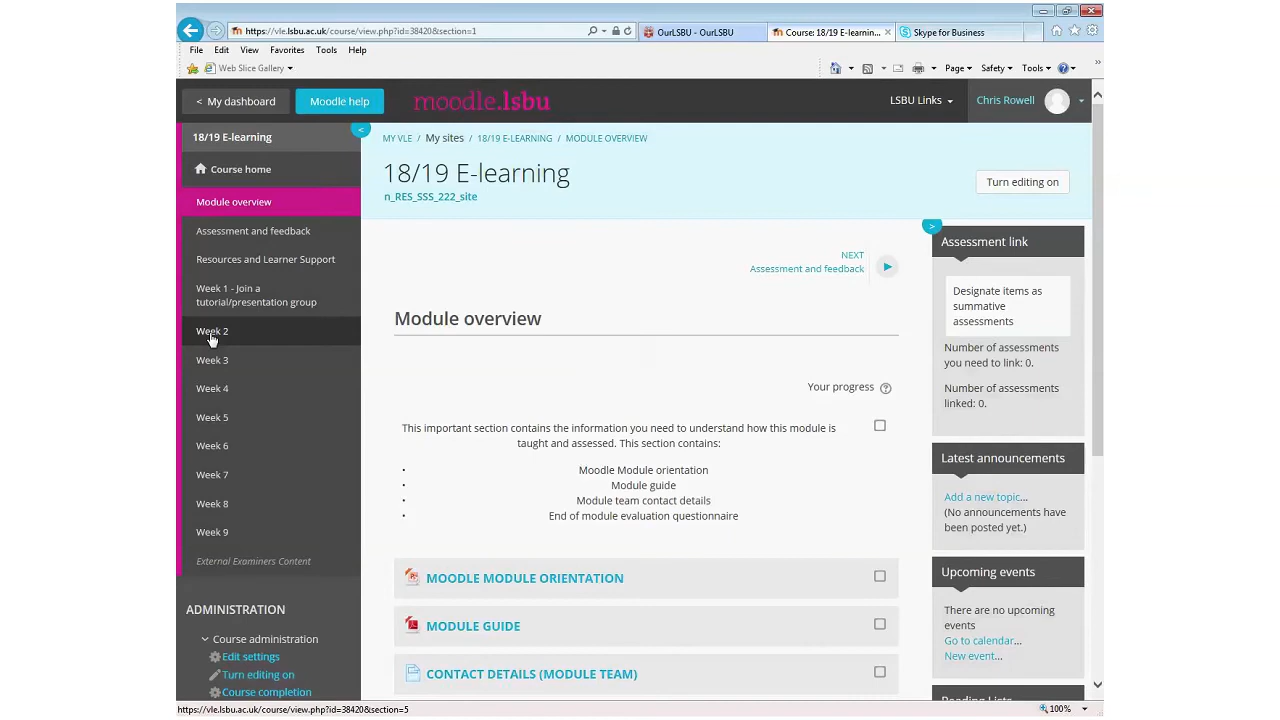 https://vle.lsbu.ac.uk/course/view.php?id=38420&section=1
OurLSBU - OurLSBU
Course: 18/19 E-learnin...
Skype for Business
File Edit View Favorites Tools Help
Web Slice Gallery
Page Safety Tools
< My dashboard
Moodle help
moodle.lsbu
LSBU Links
Chris Rowell
18/19 E-learning
Course home
Module overview
Assessment and feedback
Resources and Learner Support
Week 1 - Join a
tutorial/presentation group
Week 2
Week 3
Week 4
Week 5
Week 6
Week 7
Week 8
Week 9
External Examiners Content
ADMINISTRATION
Course administration
Edit settings
Turn editing on
Course completion
MY VLE / My sites / 18/19 E-LEARNING / MODULE OVERVIEW
18/19 E-learning
n_RES_SSS_222_site
Turn editing on
NEXT
Assessment and feedback
Module overview
Your progress
This important section contains the information you need to understand how this module is
taught and assessed. This section contains:
• Moodle Module orientation
• Module guide
• Module team contact details
• End of module evaluation questionnaire
MOODLE MODULE ORIENTATION
MODULE GUIDE
CONTACT DETAILS (MODULE TEAM)
Assessment link
Designate items as
summative
assessments
Number of assessments
you need to link: 0.
Number of assessments
linked: 0.
Latest announcements
Add a new topic...
(No announcements have
been posted yet.)
Upcoming events
There are no upcoming
events
Go to calendar...
New event...
Reading Lists
https://vle.lsbu.ac.uk/course/view.php?id=38420&section=5
100%